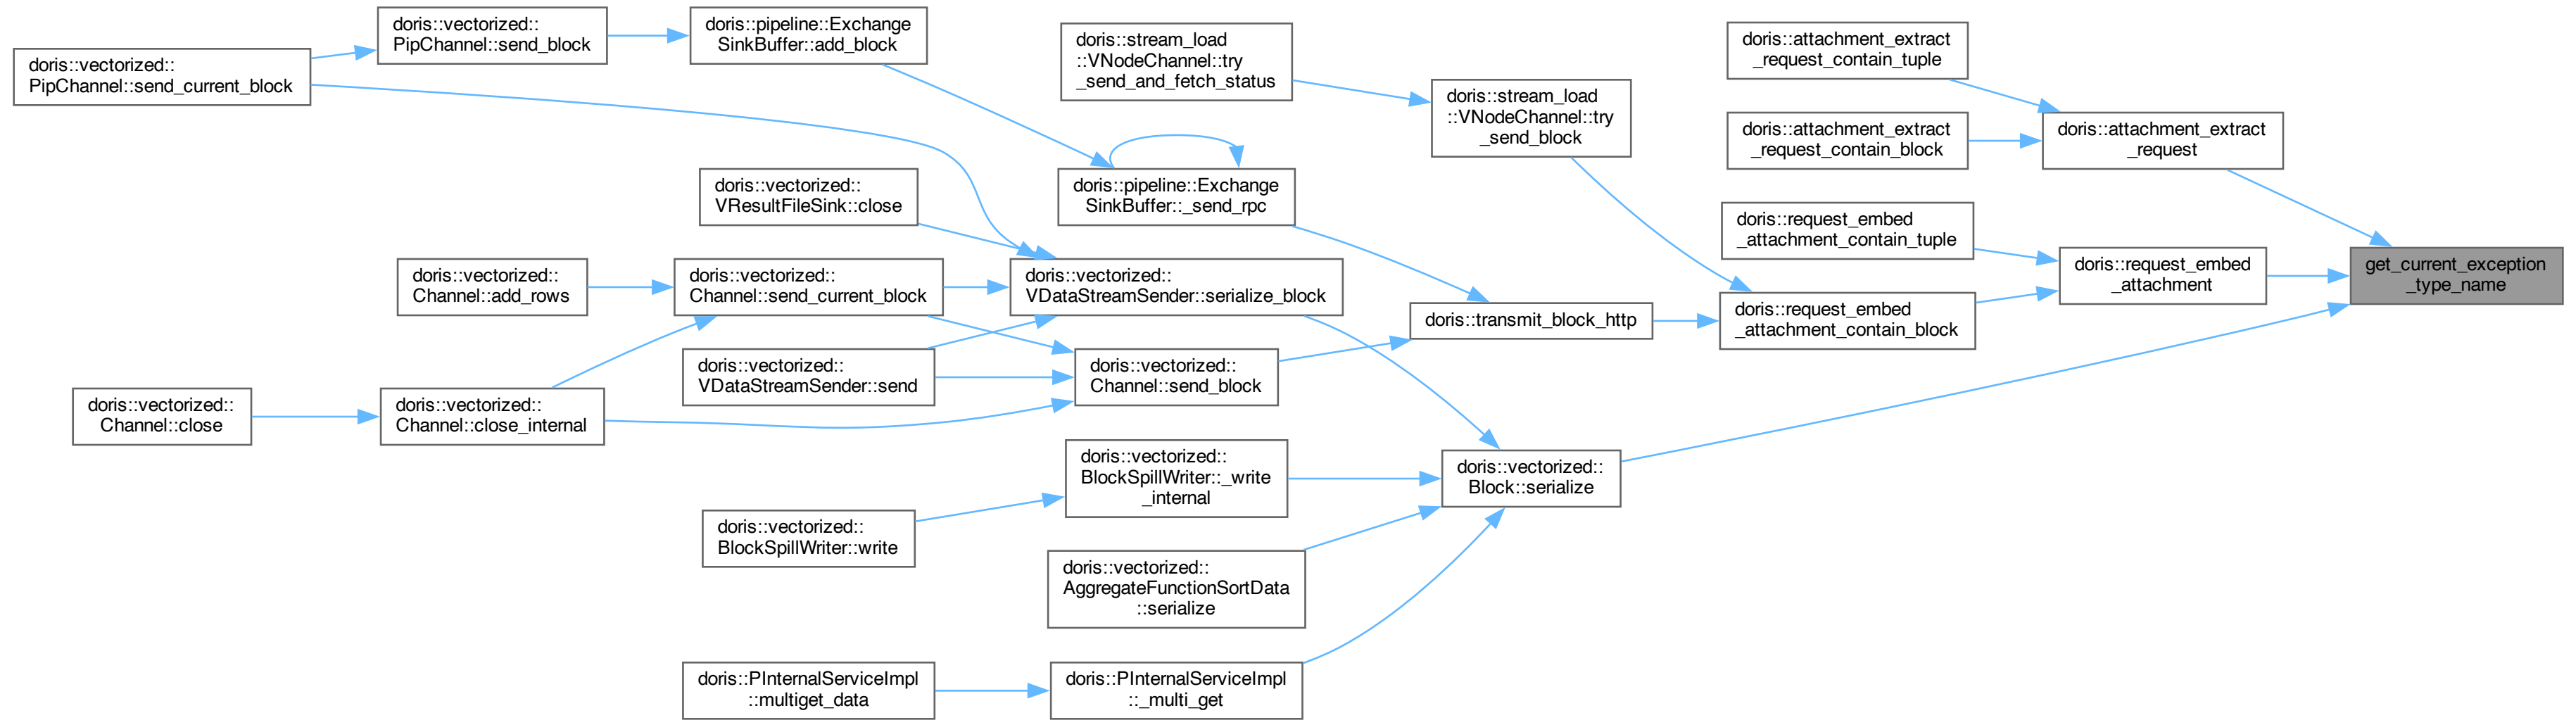 doris::vectorized::
PipChannel::send_current_block
doris::vectorized::
PipChannel::send_block
doris::pipeline::Exchange
SinkBuffer::add_block
doris::stream_load
::VNodeChannel::try
_send_and_fetch_status
doris::stream_load
::VNodeChannel::try
_send_block
doris::attachment_extract
_request_contain_tuple
doris::attachment_extract
_request_contain_block
doris::attachment_extract
_request
doris::vectorized::
VResultFileSink::close
doris::pipeline::Exchange
SinkBuffer::_send_rpc
doris::request_embed
_attachment_contain_tuple
doris::request_embed
_attachment
get_current_exception
_type_name
doris::vectorized::
Channel::add_rows
doris::vectorized::
Channel::send_current_block
doris::vectorized::
VDataStreamSender::serialize_block
doris::transmit_block_http
doris::request_embed
_attachment_contain_block
doris::vectorized::
VDataStreamSender::send
doris::vectorized::
Channel::send_block
doris::vectorized::
Channel::close
doris::vectorized::
Channel::close_internal
doris::vectorized::
BlockSpillWriter::_write
_internal
doris::vectorized::
Block::serialize
doris::vectorized::
BlockSpillWriter::write
doris::vectorized::
AggregateFunctionSortData
::serialize
doris::PInternalServiceImpl
::multiget_data
doris::PInternalServiceImpl
::_multi_get